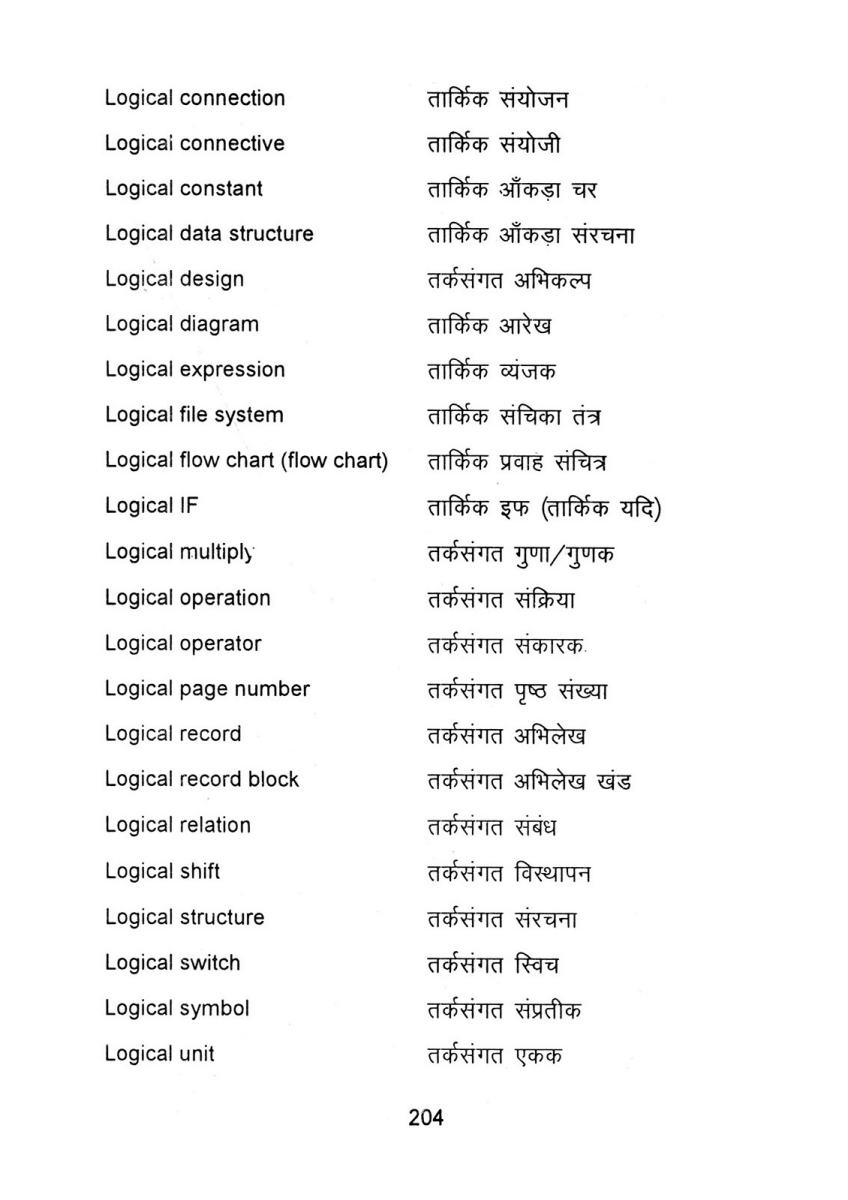 Logical connection तार्किक संयोजन
Logical connective तार्किक संयोजी
Logical constant तार्किक आँकड़ा चर
Logical data structure तार्किक आँकड़ा संरचना
Logical design तर्कसंगत अभिकल्प
Logical diagram तार्किक आरेख
Logical expression तार्किक व्यंजक
Logical file system तार्किक संचिका तंत्र
Logical flow chart (flow chart) तार्किक प्रवाह संचित्र
Logical IF तार्किक इफ (तार्किक यदि)
Logical multiply तर्कसंगत गुणा/गुणक
Logical operation तर्कसंगत संक्रिया
Logical operator तर्कसंगत संकारक
Logical page number तर्कसंगत पृष्ठ संख्या
Logical record तर्कसंगत अभिलेख
Logical record block तर्कसंगत अभिलेख खंड
Logical relation तर्कसंगत संबंध
Logical shift तर्कसंगत विस्थापन
Logical structure तर्कसंगत संरचना
Logical switch तर्कसंगत स्विच
Logical symbol तर्कसंगत संप्रतीक
Logical unit तर्कसंगत एकक
204